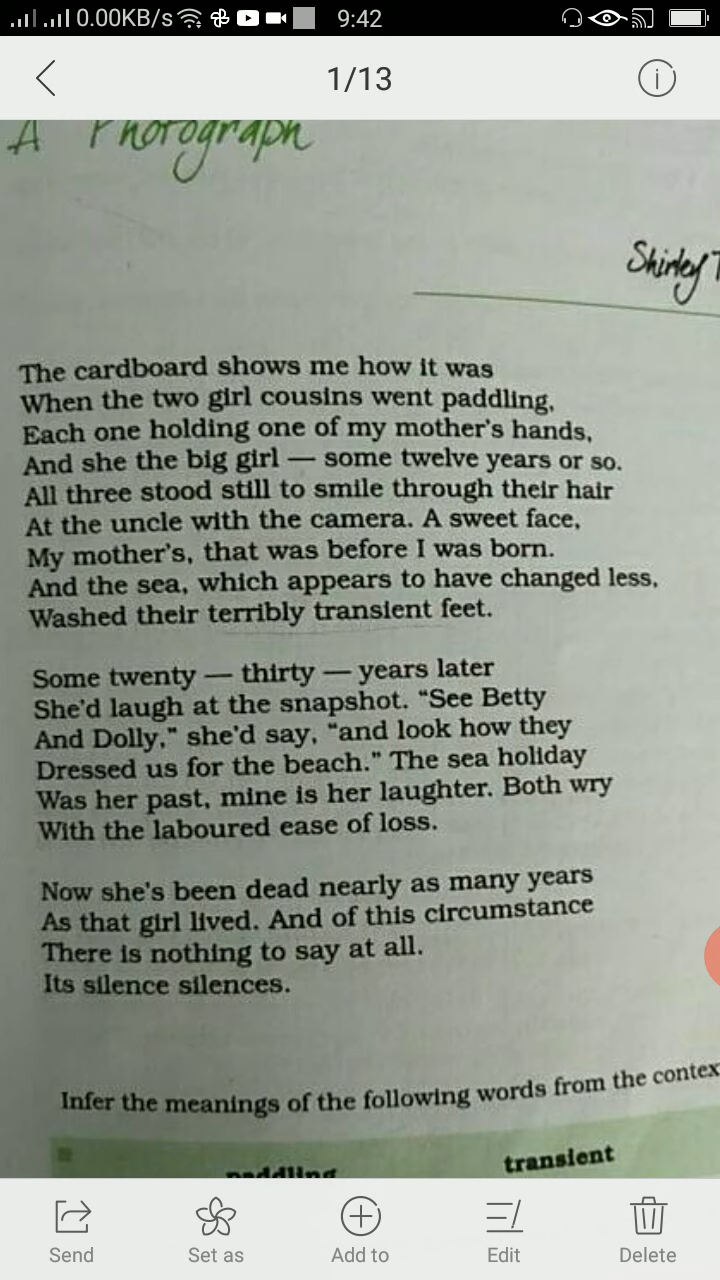 0.00KB/s 9:42
1/13
A Photograph
Shirley
The cardboard shows me how it was
When the two girl cousins went paddling,
Each one holding one of my mother's hands,
And she the big girl — some twelve years or so.
All three stood still to smile through their hair
At the uncle with the camera. A sweet face,
My mother's, that was before I was born.
And the sea, which appears to have changed less,
Washed their terribly transient feet.
Some twenty — thirty — years later
She'd laugh at the snapshot. “See Betty
And Dolly,” she'd say, “and look how they
Dressed us for the beach.” The sea holiday
Was her past, mine is her laughter. Both wry
With the laboured ease of loss.
Now she's been dead nearly as many years
As that girl lived. And of this circumstance
There is nothing to say at all.
Its silence silences.
Infer the meanings of the following words from the contex
paddling transient
Send Set as Add to Edit Delete